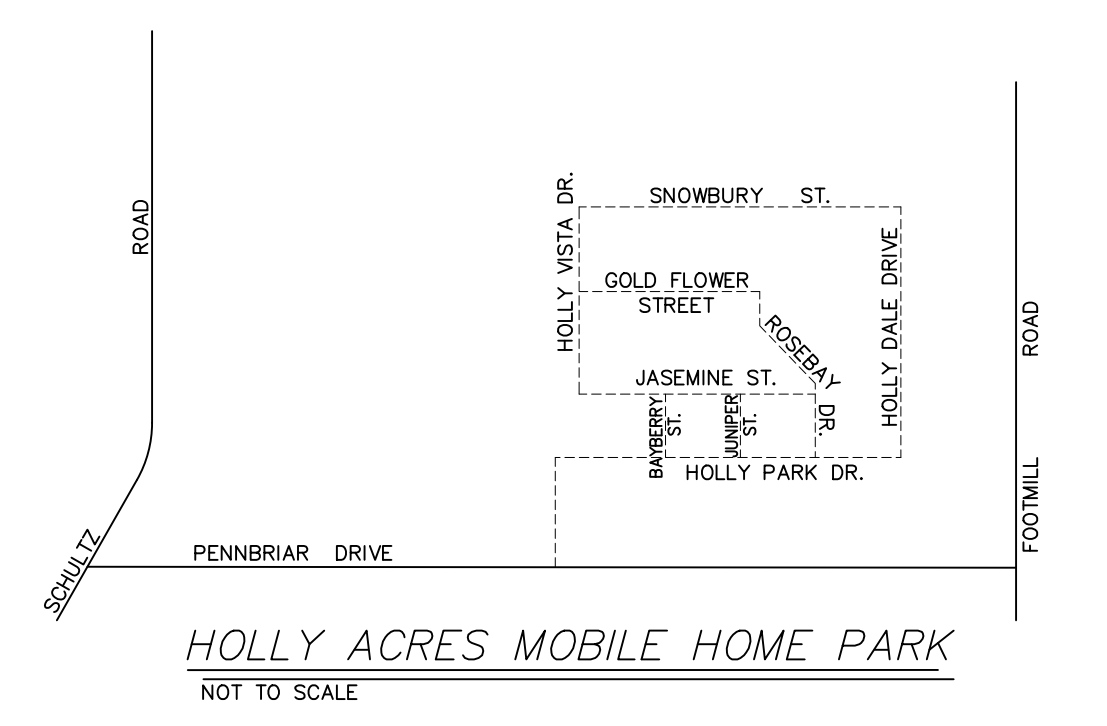 SNOWBURY ST.
HOLLY VISTA DR.
ROAD
HOLLY DALE DRIVE
GOLD FLOWER
STREET
ROSEBAY DR.
ROAD
JASEMINE ST.
BAYBERRY
ST.
JUNIPER
ST.
HOLLY PARK DR.
FOOTMILL
SCHULTZ
PENNBRIAR DRIVE
HOLLY ACRES MOBILE HOME PARK
NOT TO SCALE